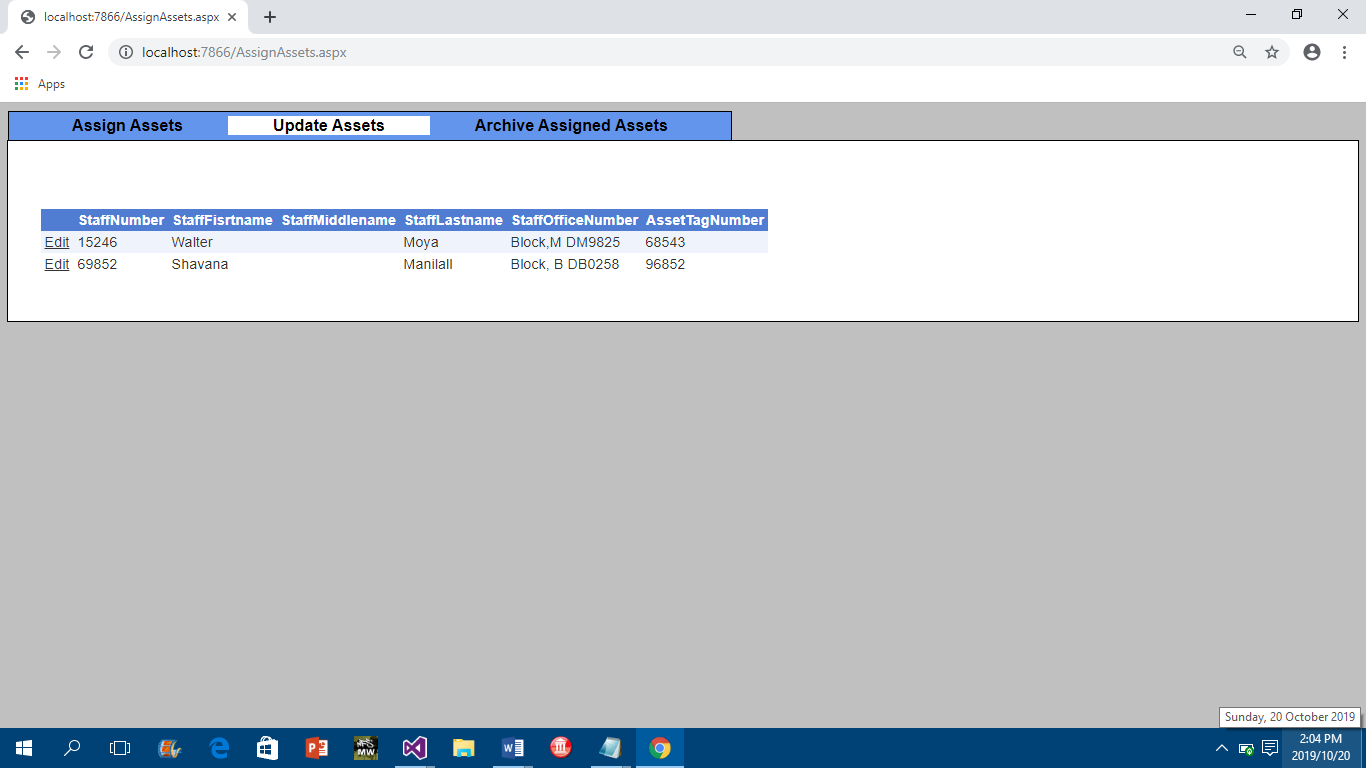 localhost:7866/AssignAssets.aspx
localhost:7866/AssignAssets.aspx
Apps
Assign Assets Update Assets Archive Assigned Assets
StaffNumber StaffFisrtname StaffMiddlename StaffLastname StaffOfficeNumber AssetTagNumber
Edit 15246 Walter Moya Block,M DM9825 68543
Edit 69852 Shavana Manilall Block, B DB0258 96852
Sunday, 20 October 2019
2:04 PM
2019/10/20